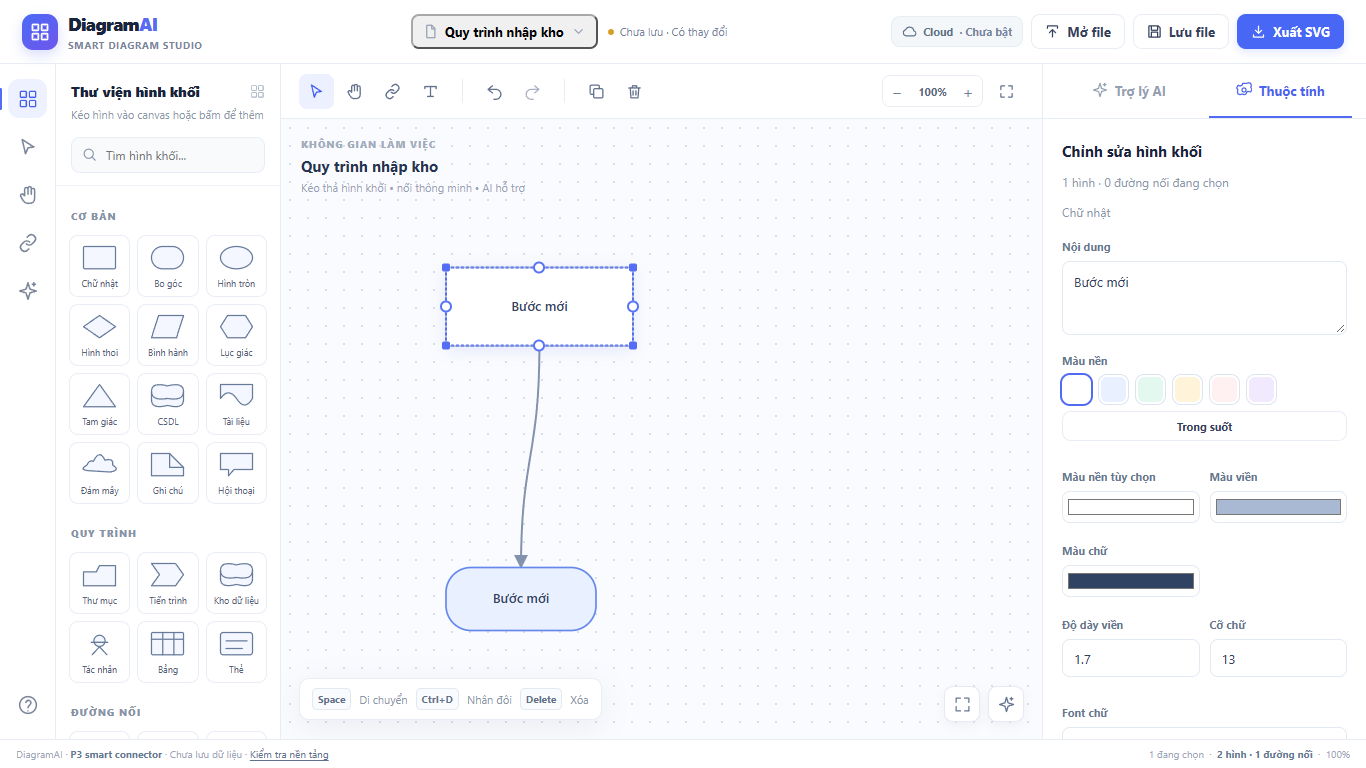 DiagramAI
SMART DIAGRAM STUDIO
Quy trình nhập kho
Chưa lưu · Có thay đổi
Cloud · Chưa bật
Mở file
Lưu file
Xuất SVG
Thư viện hình khối
Kéo hình vào canvas hoặc bấm để thêm
Tìm hình khối...
CƠ BẢN
Chữ nhật
Bo góc
Hình tròn
Hình thoi
Bình hành
Lục giác
Tam giác
CSDL
Tài liệu
Đám mây
Ghi chú
Hội thoại
QUY TRÌNH
Thư mục
Tiến trình
Kho dữ liệu
Tác nhân
Bảng
Thẻ
ĐƯỜNG NỐI
100%
KHÔNG GIAN LÀM VIỆC
Quy trình nhập kho
Kéo thả hình khối • nối thông minh • AI hỗ trợ
Bước mới
Bước mới
Space Di chuyển Ctrl+D Nhân đôi Delete Xóa
Trợ lý AI
Thuộc tính
Chỉnh sửa hình khối
1 hình · 0 đường nối đang chọn
Chữ nhật
Nội dung
Bước mới
Màu nền
Trong suốt
Màu nền tùy chọn
Màu viền
Màu chữ
Độ dày viền
Cỡ chữ
1.7
13
Font chữ
DiagramAI · P3 smart connector · Chưa lưu dữ liệu · Kiểm tra nền tảng
1 đang chọn · 2 hình · 1 đường nối · 100%